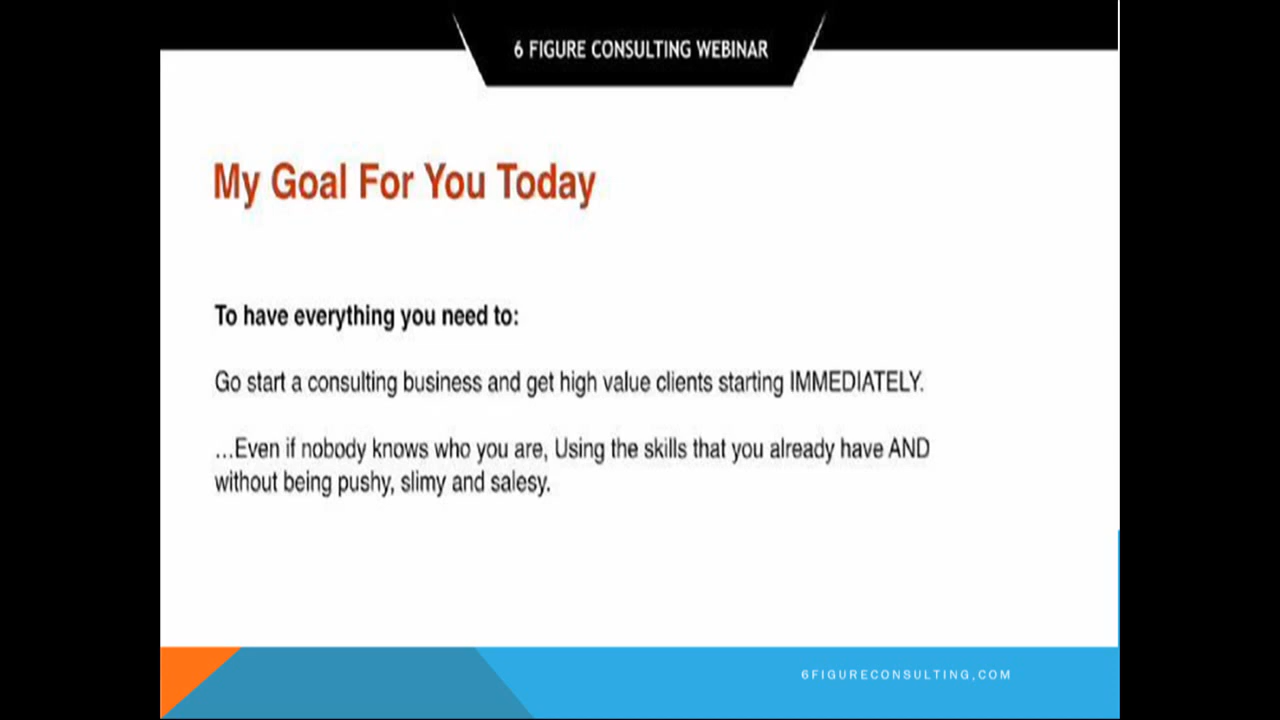 6 FIGURE CONSULTING WEBINAR
My Goal For You Today
To have everything you need to:
Go start a consulting business and get high value clients starting IMMEDIATELY.
...Even if nobody knows who you are, Using the skills that you already have AND
without being pushy, slimy and salesy.
6FIGURECONSULTING,COM